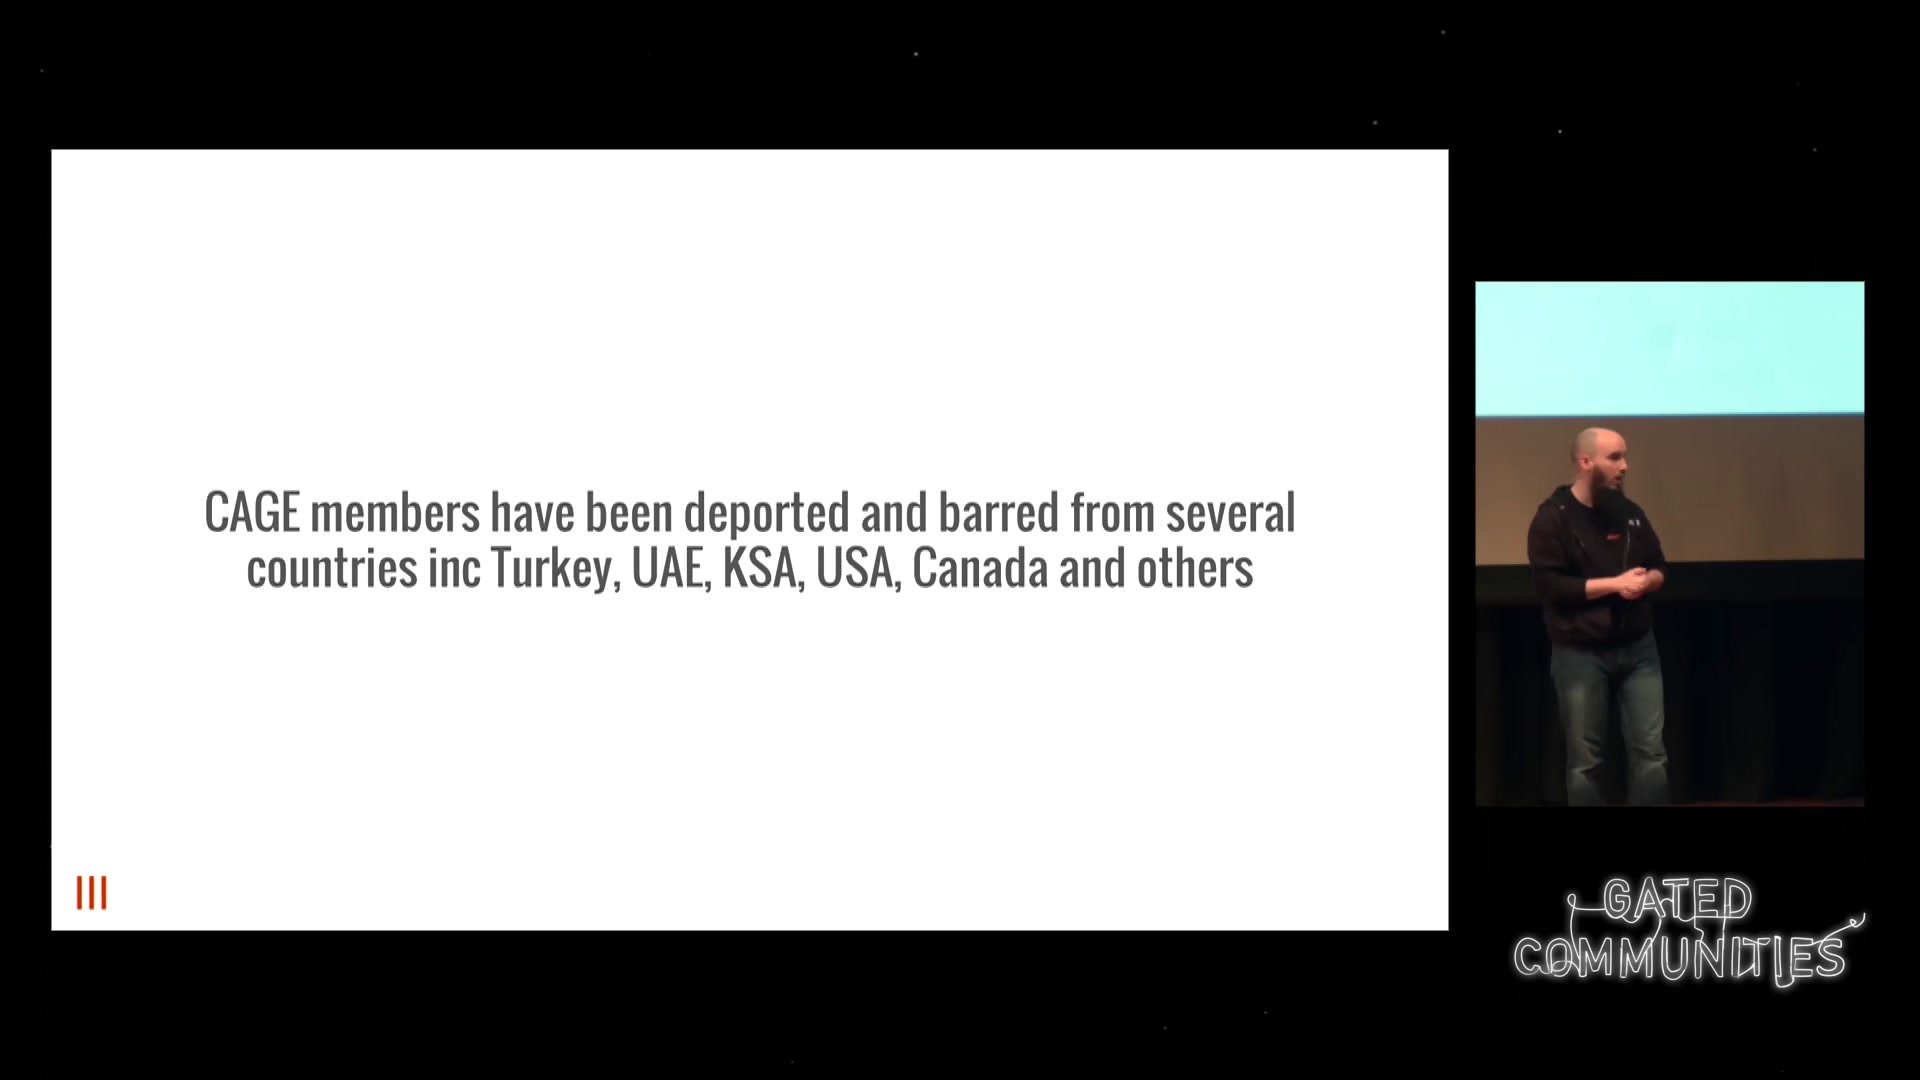 CAGE members have been deported and barred from several
countries inc Turkey, UAE, KSA, USA, Canada and others
III
GATED
COMMUNITIES